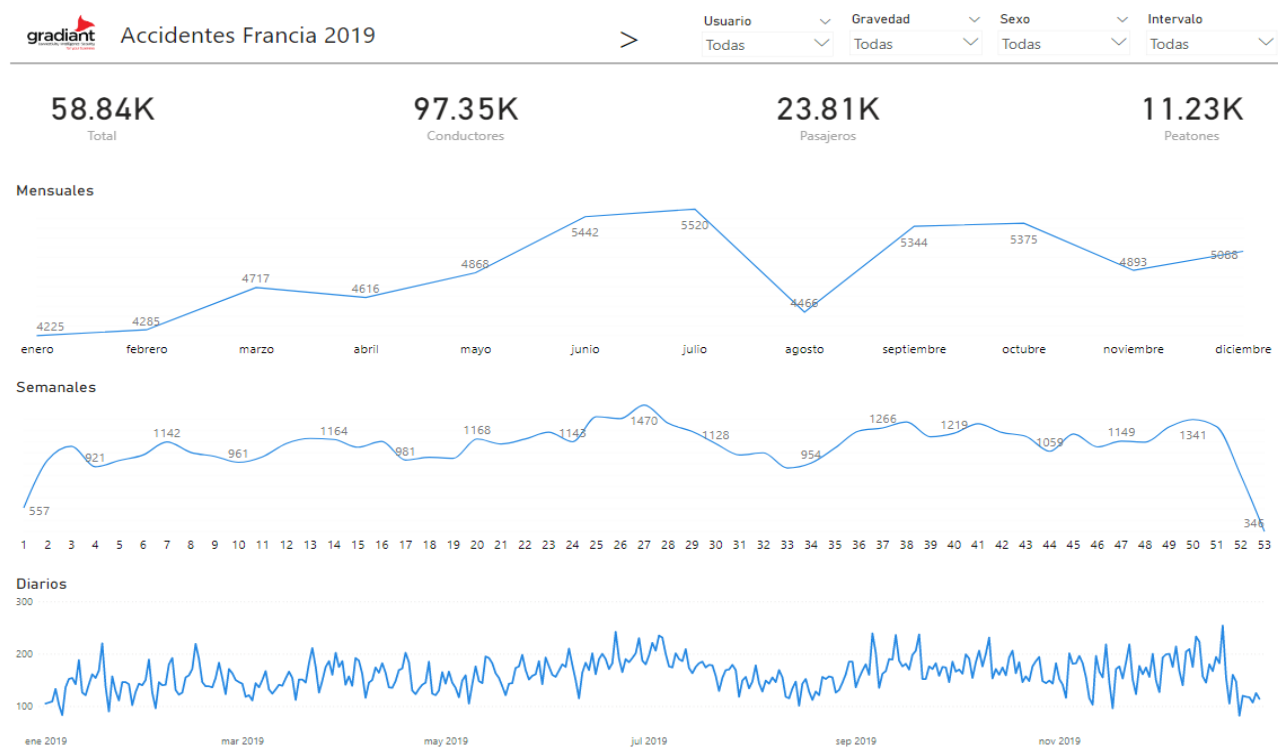 gradiant
Accidentes Francia 2019
>
Usuario Gravedad Sexo Intervalo
Todas Todas Todas Todas
58.84K 97.35K 23.81K 11.23K
Total Conductores Pasajeros Peatones
Mensuales
4225 4285 4717 4616 4868 5442 5520 4466 5344 5375 4893 5088
enero febrero marzo abril mayo junio julio agosto septiembre octubre noviembre diciembre
Semanales
557 921 1142 961 1164 981 1168 1143 1470 1128 954 1266 1219 1059 1149 1341 346
1 2 3 4 5 6 7 8 9 10 11 12 13 14 15 16 17 18 19 20 21 22 23 24 25 26 27 28 29 30 31 32 33 34 35 36 37 38 39 40 41 42 43 44 45 46 47 48 49 50 51 52 53
Diarios
300
200
100
ene 2019 mar 2019 may 2019 jul 2019 sep 2019 nov 2019